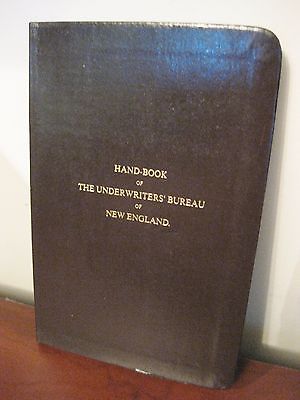 HAND-BOOK
OF
THE UNDERWRITERS' BUREAU
OF
NEW ENGLAND.